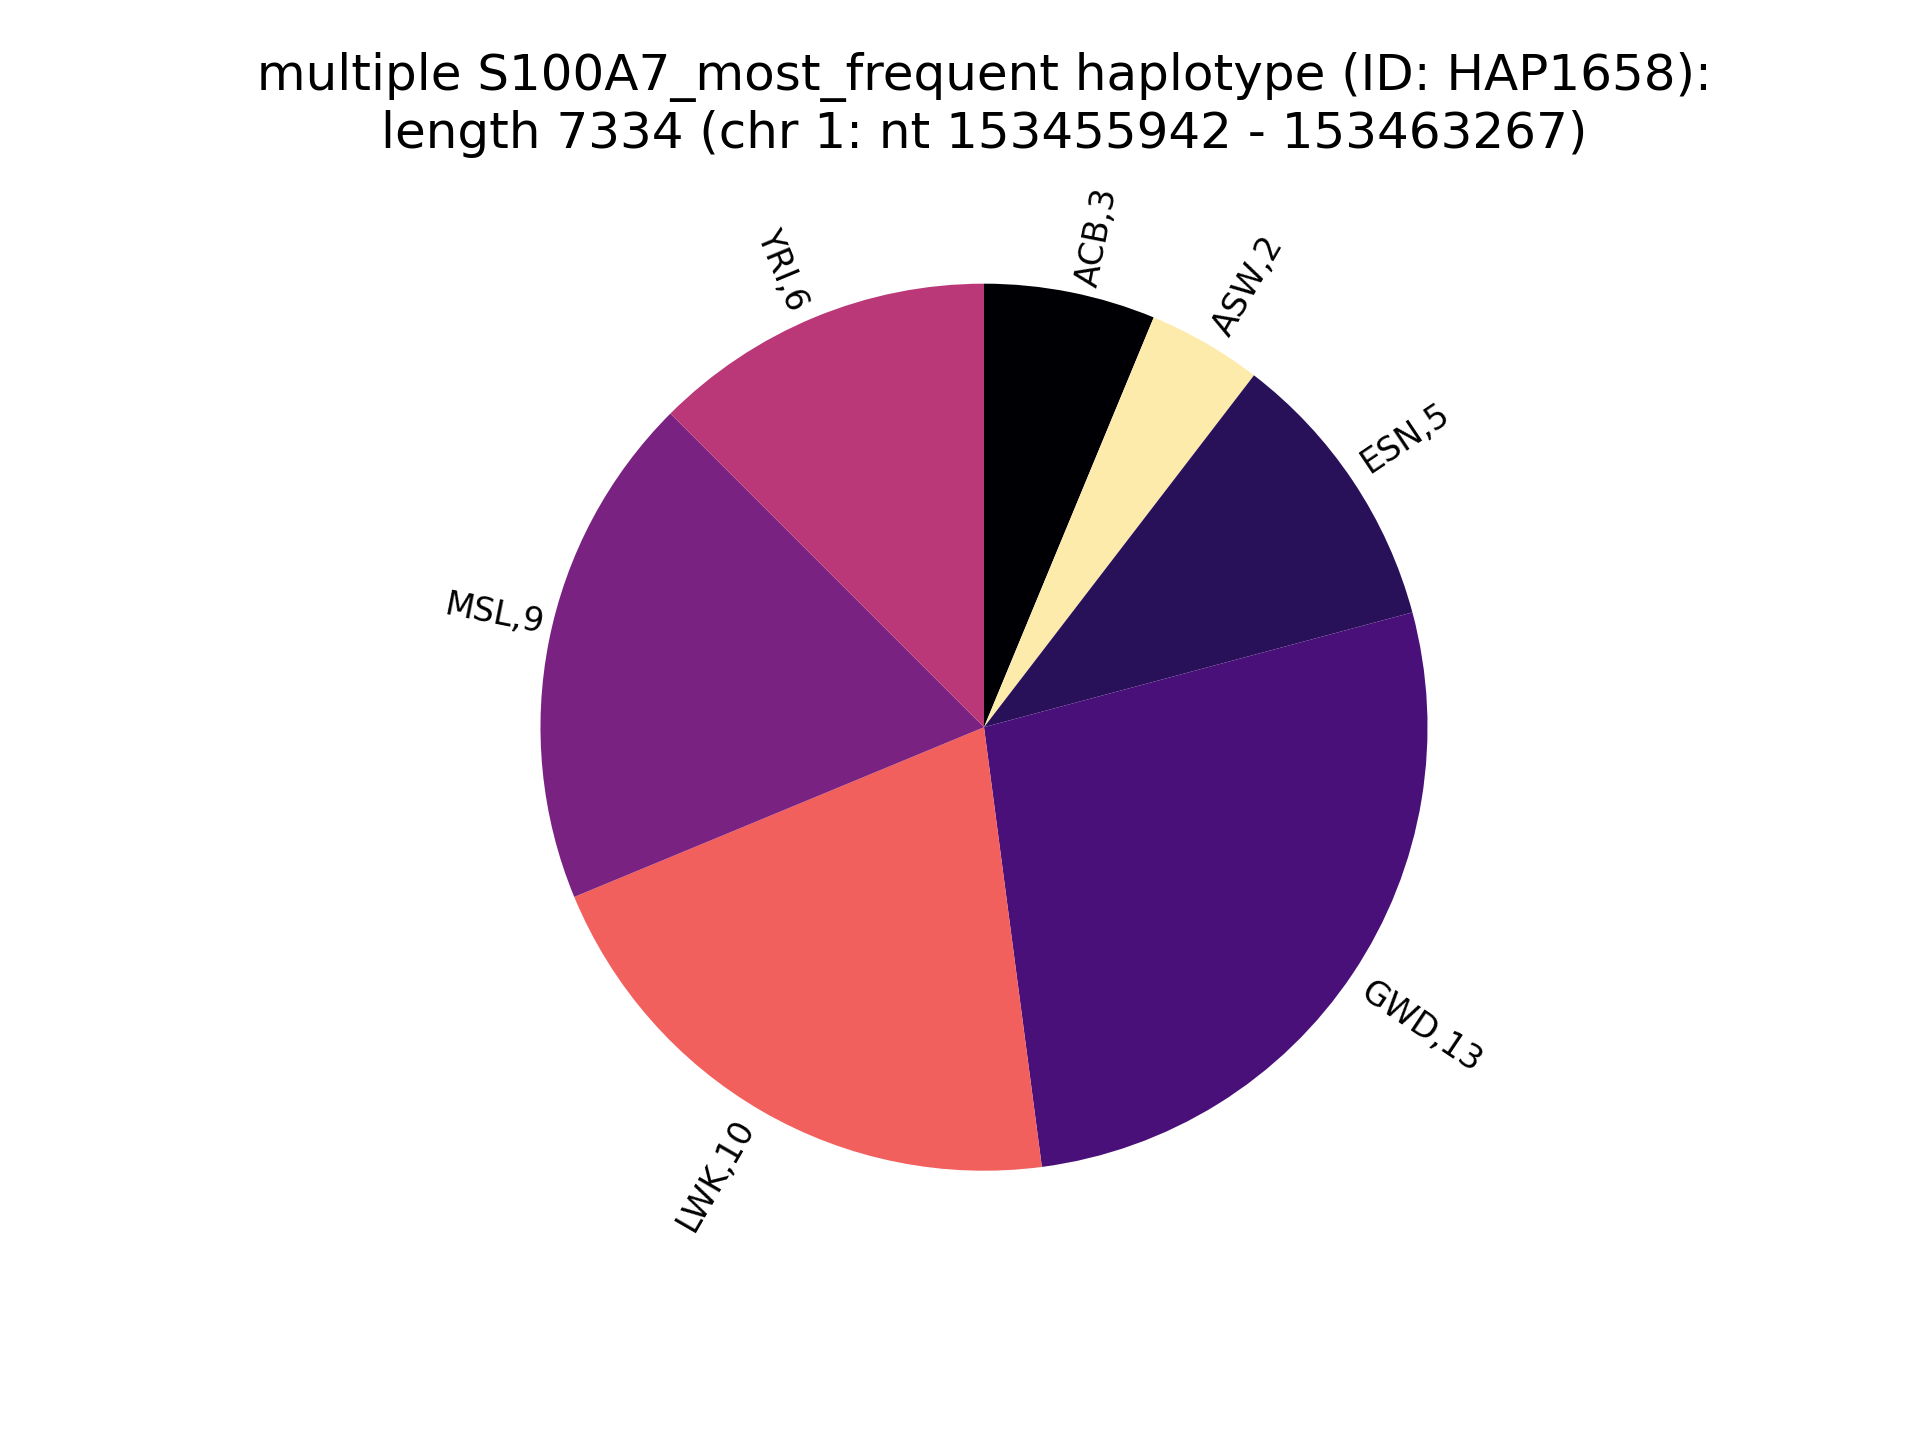 multiple S100A7_most_frequent haplotype (ID: HAP1658):
length 7334 (chr 1: nt 153455942 - 153463267)
ACB,3
ASW,2
ESN,5
GWD,13
LWK,10
MSL,9
YRI,6